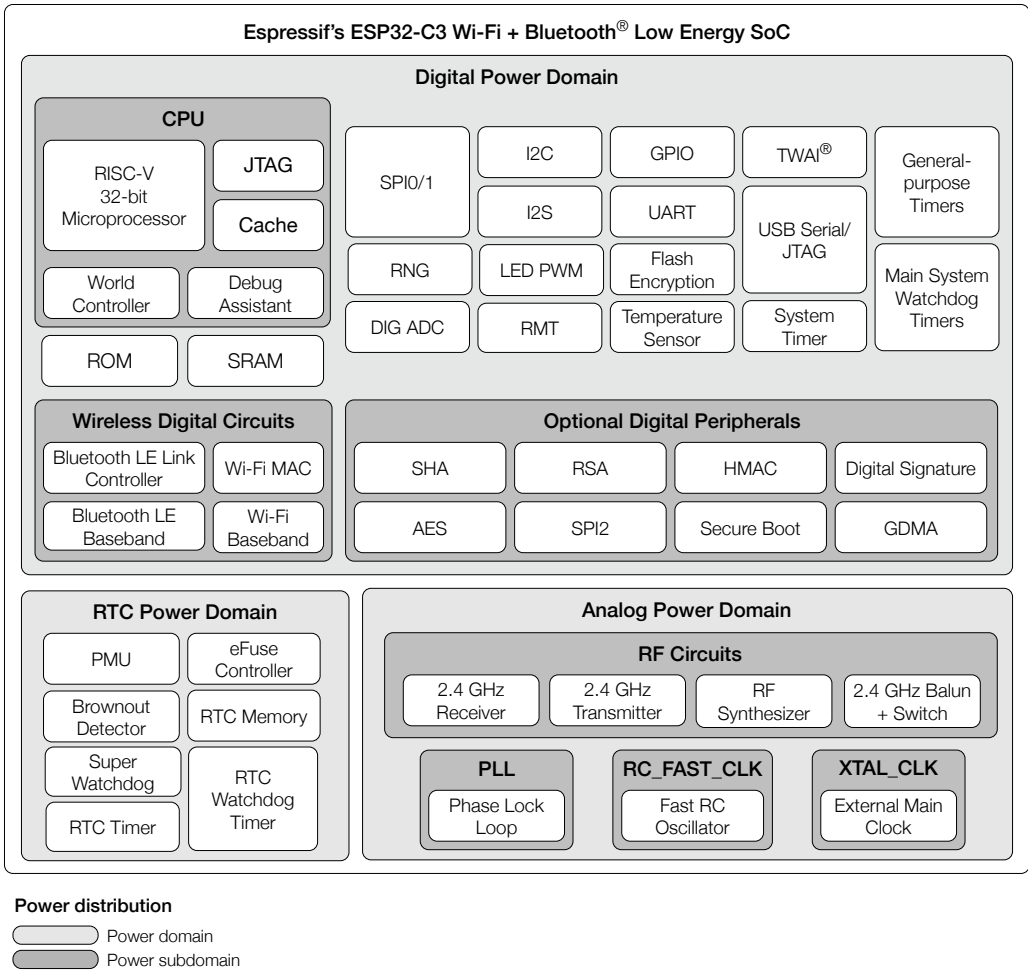 Espressif's ESP32-C3 Wi-Fi + Bluetooth® Low Energy SoC
Digital Power Domain
CPU
RISC-V
32-bit
Microprocessor
JTAG
Cache
World
Controller
Debug
Assistant
ROM
SRAM
SPI0/1
I2C
GPIO
TWAI®
General-
purpose
Timers
I2S
UART
USB Serial/
JTAG
RNG
LED PWM
Flash
Encryption
Main System
Watchdog
Timers
DIG ADC
RMT
Temperature
Sensor
System
Timer
Wireless Digital Circuits
Bluetooth LE Link
Controller
Wi-Fi MAC
Bluetooth LE
Baseband
Wi-Fi
Baseband
Optional Digital Peripherals
SHA
RSA
HMAC
Digital Signature
AES
SPI2
Secure Boot
GDMA
RTC Power Domain
PMU
eFuse
Controller
Brownout
Detector
RTC Memory
Super
Watchdog
RTC
Watchdog
Timer
RTC Timer
Analog Power Domain
RF Circuits
2.4 GHz
Receiver
2.4 GHz
Transmitter
RF
Synthesizer
2.4 GHz Balun
+ Switch
PLL
Phase Lock
Loop
RC_FAST_CLK
Fast RC
Oscillator
XTAL_CLK
External Main
Clock
Power distribution
Power domain
Power subdomain